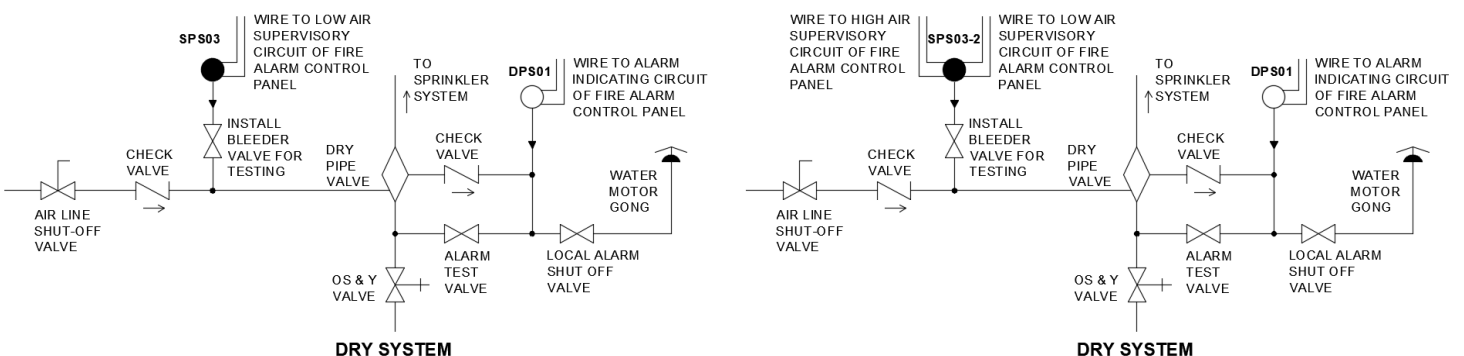 WIRE TO LOW AIR
SUPERVISORY
CIRCUIT OF FIRE
ALARM CONTROL
PANEL
SPS03
TO
SPRINKLER
SYSTEM
DPS01
WIRE TO ALARM
INDICATING CIRCUIT
OF FIRE ALARM
CONTROL PANEL
INSTALL
BLEEDER
VALVE FOR
TESTING
CHECK
VALVE
DRY
PIPE
VALVE
CHECK
VALVE
WATER
MOTOR
GONG
AIR LINE
SHUT-OFF
VALVE
ALARM
TEST
VALVE
LOCAL ALARM
SHUT OFF
VALVE
OS & Y
VALVE
DRY SYSTEM
WIRE TO HIGH AIR
SUPERVISORY
CIRCUIT OF FIRE
ALARM CONTROL
PANEL
SPS03-2
WIRE TO LOW AIR
SUPERVISORY
CIRCUIT OF FIRE
ALARM CONTROL
PANEL
TO
SPRINKLER
SYSTEM
DPS01
WIRE TO ALARM
INDICATING CIRCUIT
OF FIRE ALARM
CONTROL PANEL
INSTALL
BLEEDER
VALVE FOR
TESTING
CHECK
VALVE
DRY
PIPE
VALVE
CHECK
VALVE
WATER
MOTOR
GONG
AIR LINE
SHUT-OFF
VALVE
ALARM
TEST
VALVE
LOCAL ALARM
SHUT OFF
VALVE
OS & Y
VALVE
DRY SYSTEM